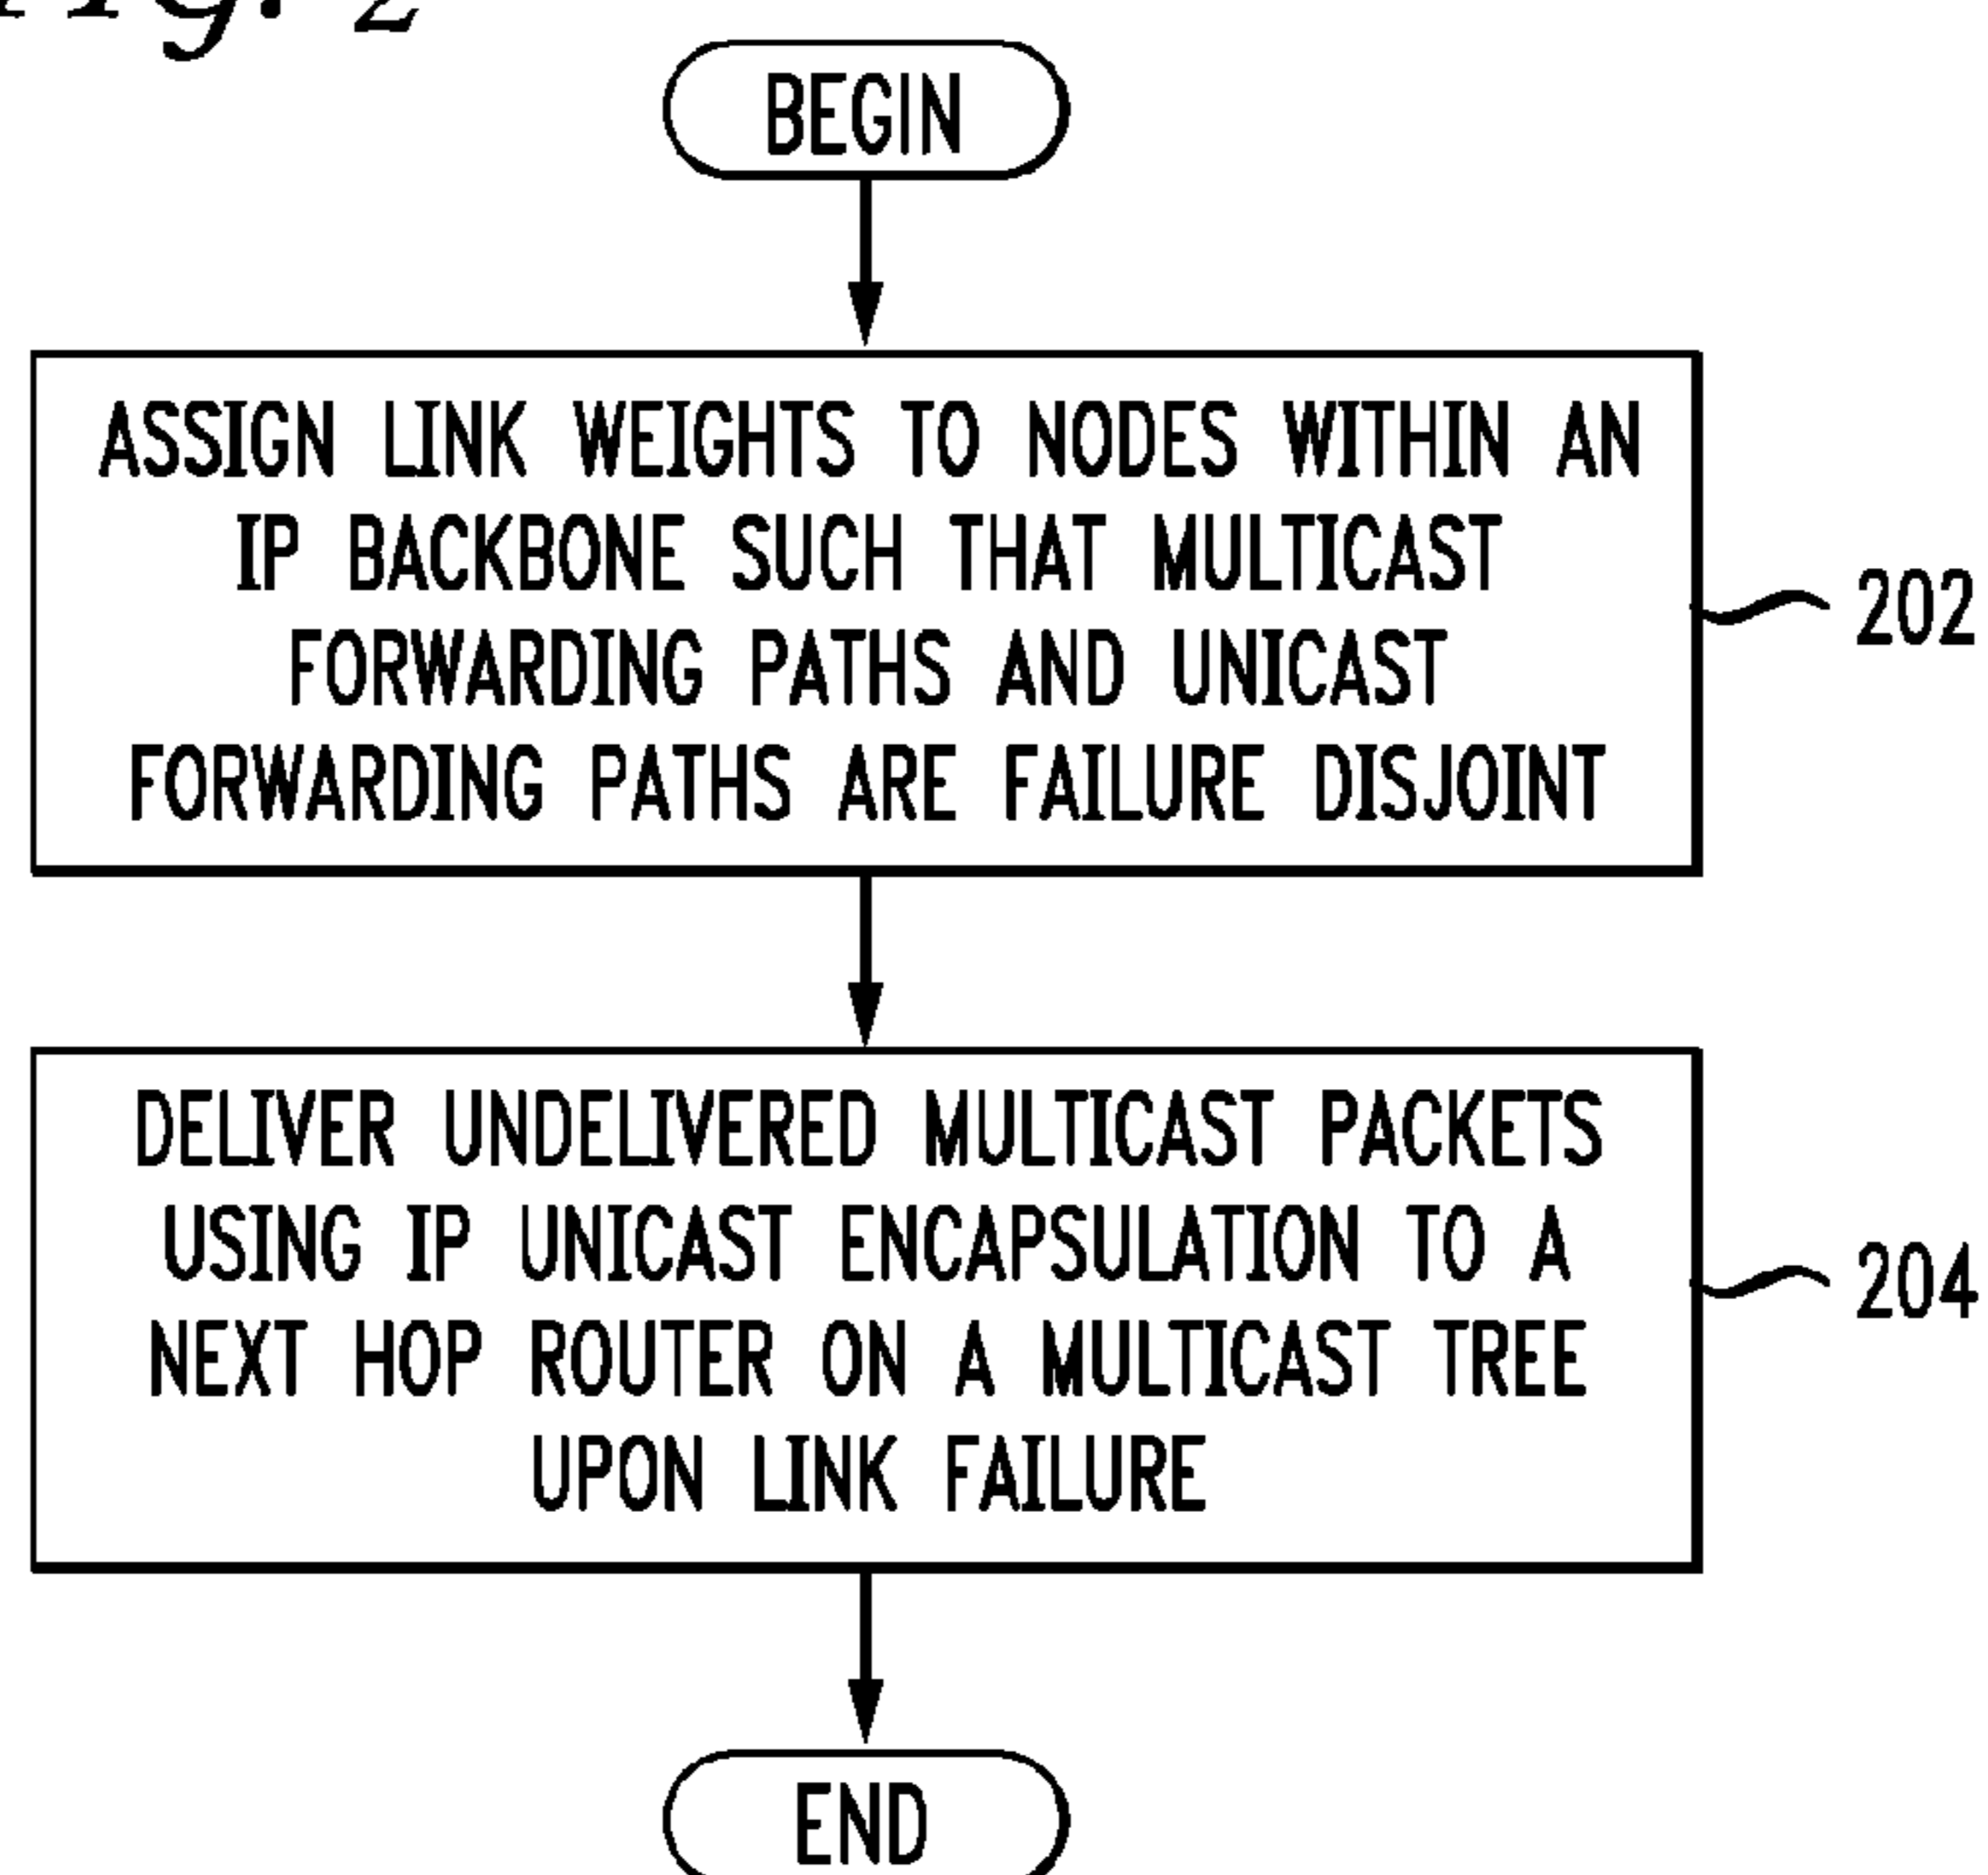 Fig. 2
BEGIN
ASSIGN LINK WEIGHTS TO NODES WITHIN AN
IP BACKBONE SUCH THAT MULTICAST
FORWARDING PATHS AND UNICAST
FORWARDING PATHS ARE FAILURE DISJOINT
202
DELIVER UNDELIVERED MULTICAST PACKETS
USING IP UNICAST ENCAPSULATION TO A
NEXT HOP ROUTER ON A MULTICAST TREE
UPON LINK FAILURE
204
END